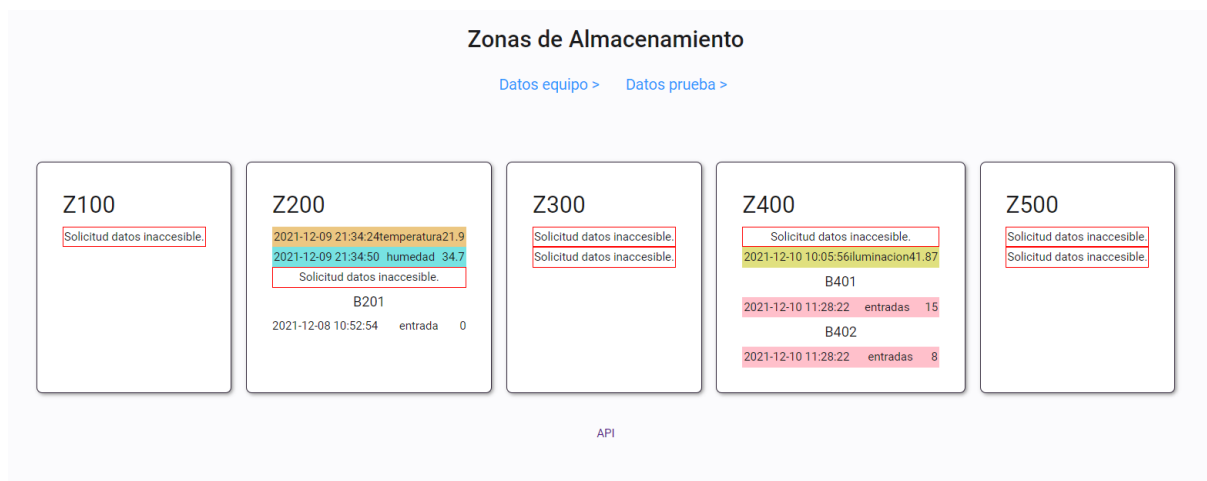 Zonas de Almacenamiento
Datos equipo > Datos prueba >
Z100
Solicitud datos inaccesible.
Z200
2021-12-09 21:34:24temperatura21.9
2021-12-09 21:34:50 humedad 34.7
Solicitud datos inaccesible.
B201
2021-12-08 10:52:54 entrada 0
Z300
Solicitud datos inaccesible.
Solicitud datos inaccesible.
Z400
Solicitud datos inaccesible.
2021-12-10 10:05:56iluminacion41.87
B401
2021-12-10 11:28:22 entradas 15
B402
2021-12-10 11:28:22 entradas 8
Z500
Solicitud datos inaccesible.
Solicitud datos inaccesible.
API